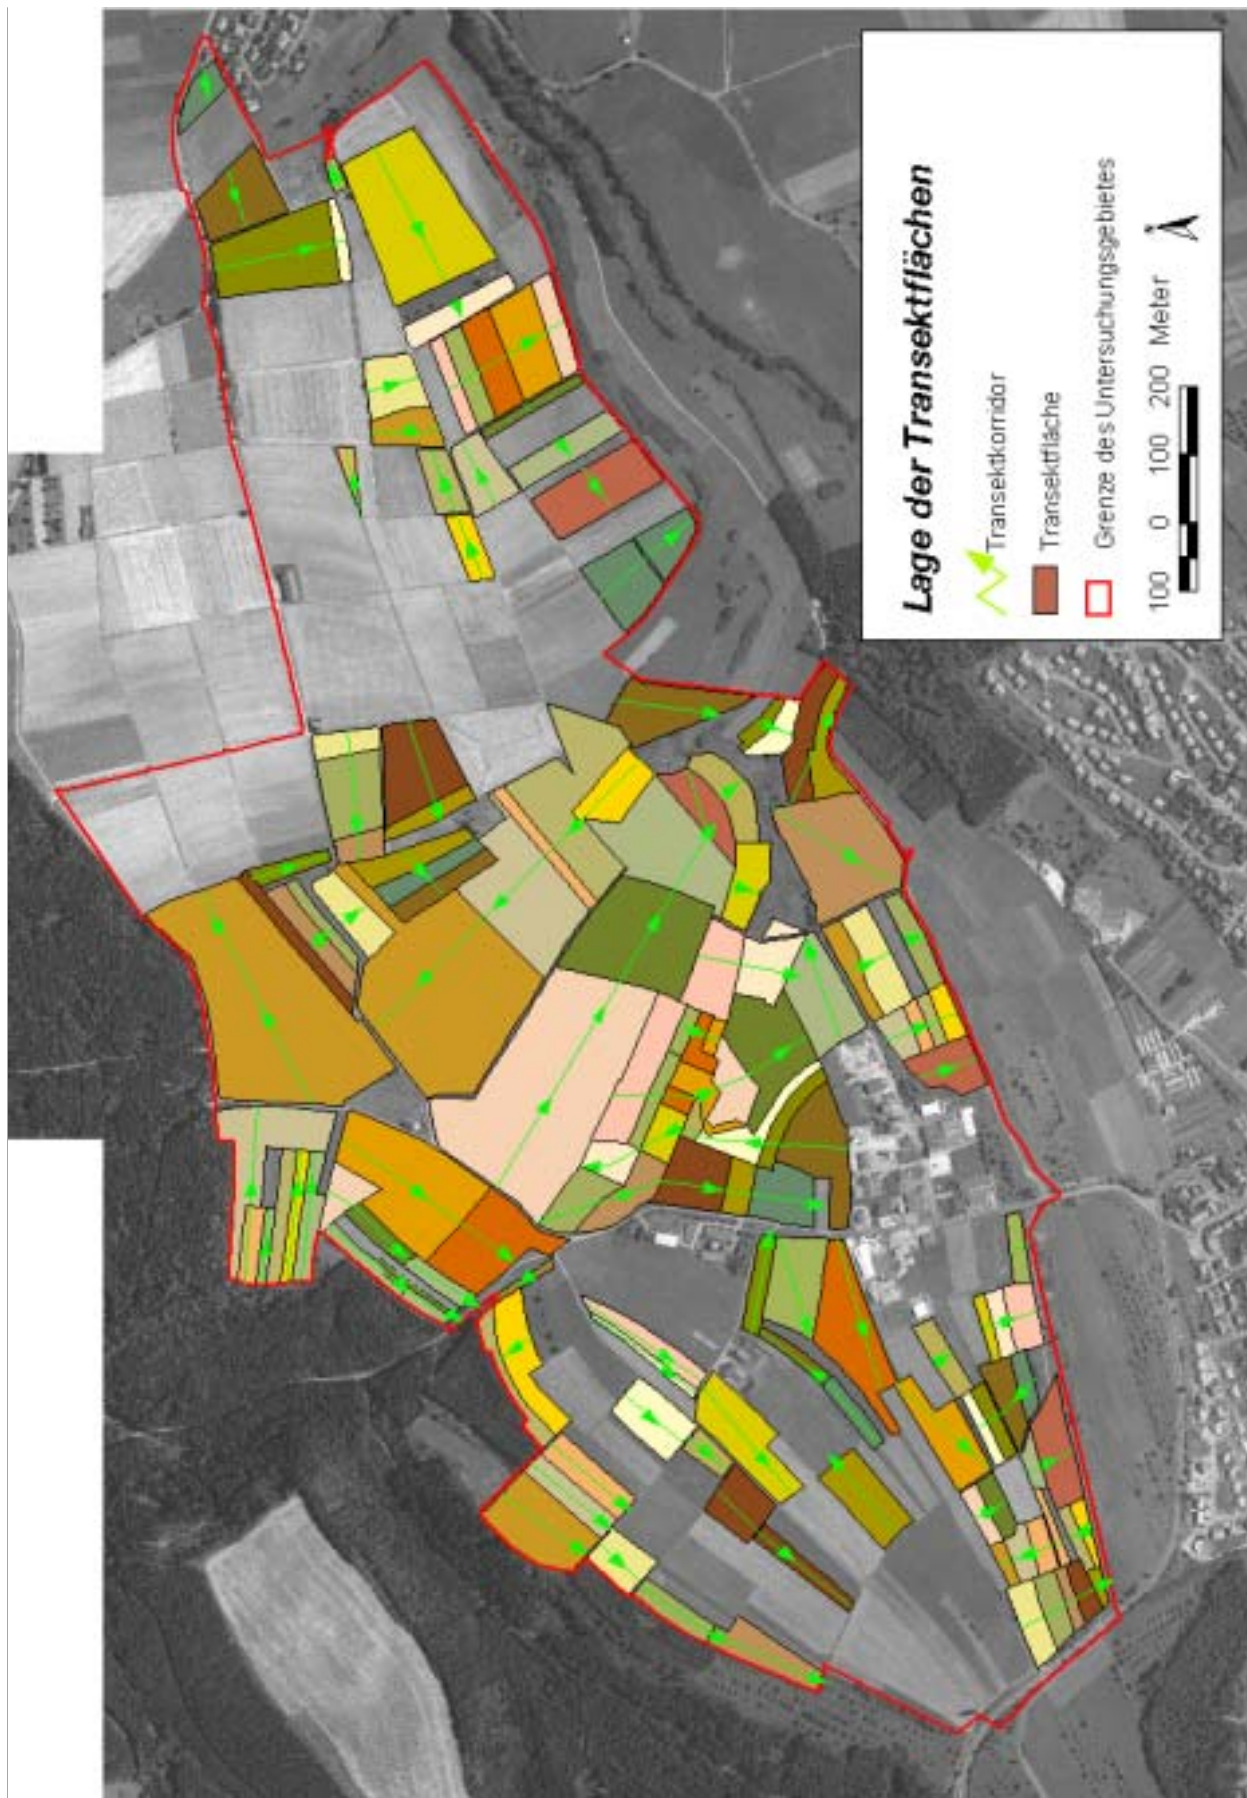 Lage der Transektflächen
Transektkorridor
Transektfläche
Grenze des Untersuchungsgebietes
100 0 100 200 Meter
N